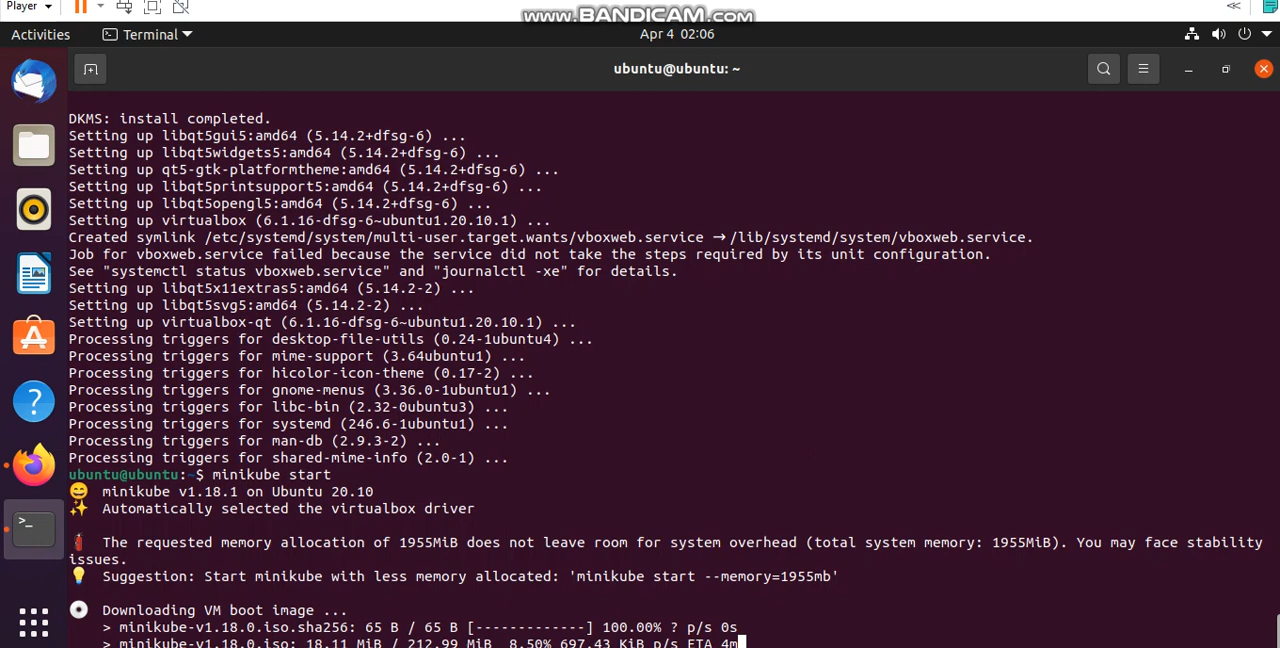 Player
www.BANDICAM.com
Activities
Terminal
Apr 4 02:06
ubuntu@ubuntu: ~
DKMS: install completed.
Setting up libqt5gui5:amd64 (5.14.2+dfsg-6) ...
Setting up libqt5widgets5:amd64 (5.14.2+dfsg-6) ...
Setting up qt5-gtk-platformtheme:amd64 (5.14.2+dfsg-6) ...
Setting up libqt5printsupport5:amd64 (5.14.2+dfsg-6) ...
Setting up libqt5opengl5:amd64 (5.14.2+dfsg-6) ...
Setting up virtualbox (6.1.16-dfsg-6~ubuntu1.20.10.1) ...
Created symlink /etc/systemd/system/multi-user.target.wants/vboxweb.service → /lib/systemd/system/vboxweb.service.
Job for vboxweb.service failed because the service did not take the steps required by its unit configuration.
See "systemctl status vboxweb.service" and "journalctl -xe" for details.
Setting up libqt5x11extras5:amd64 (5.14.2-2) ...
Setting up libqt5svg5:amd64 (5.14.2-2) ...
Setting up virtualbox-qt (6.1.16-dfsg-6~ubuntu1.20.10.1) ...
Processing triggers for desktop-file-utils (0.24-1ubuntu4) ...
Processing triggers for mime-support (3.64ubuntu1) ...
Processing triggers for hicolor-icon-theme (0.17-2) ...
Processing triggers for gnome-menus (3.36.0-1ubuntu1) ...
Processing triggers for libc-bin (2.32-0ubuntu3) ...
Processing triggers for systemd (246.6-1ubuntu1) ...
Processing triggers for man-db (2.9.3-2) ...
Processing triggers for shared-mime-info (2.0-1) ...
ubuntu@ubuntu:~$ minikube start
😄 minikube v1.18.1 on Ubuntu 20.10
✨ Automatically selected the virtualbox driver
🧯 The requested memory allocation of 1955MiB does not leave room for system overhead (total system memory: 1955MiB). You may face stability
issues.
💡 Suggestion: Start minikube with less memory allocated: 'minikube start --memory=1955mb'
💿 Downloading VM boot image ...
> minikube-v1.18.0.iso.sha256: 65 B / 65 B [-------------] 100.00% ? p/s 0s
> minikube-v1.18.0.iso: 18.11 MiB / 212.99 MiB 8.50% 697.43 KiB p/s ETA 4m